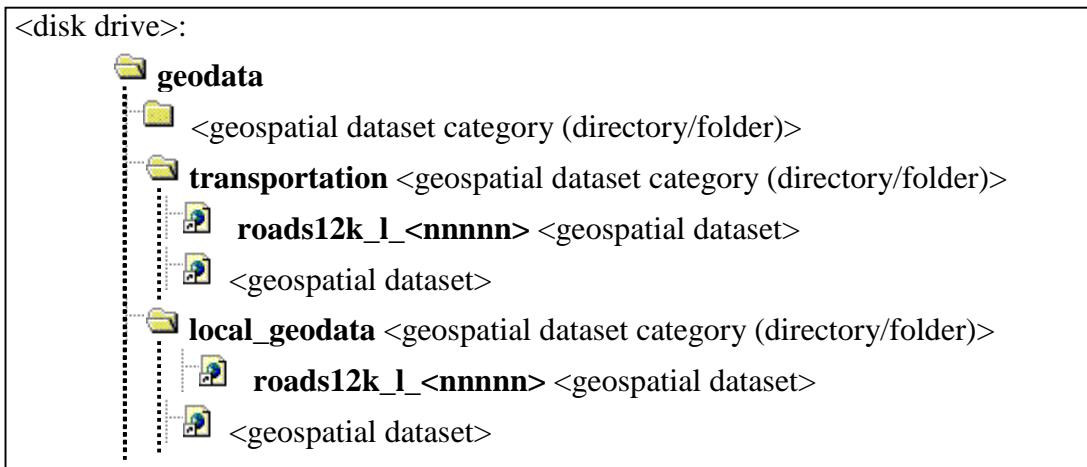 <disk drive>:
geodata
<geospatial dataset category (directory/folder)>
transportation <geospatial dataset category (directory/folder)>
roads12k_l_<nnnnn> <geospatial dataset>
<geospatial dataset>
local_geodata <geospatial dataset category (directory/folder)>
roads12k_l_<nnnnn> <geospatial dataset>
<geospatial dataset>